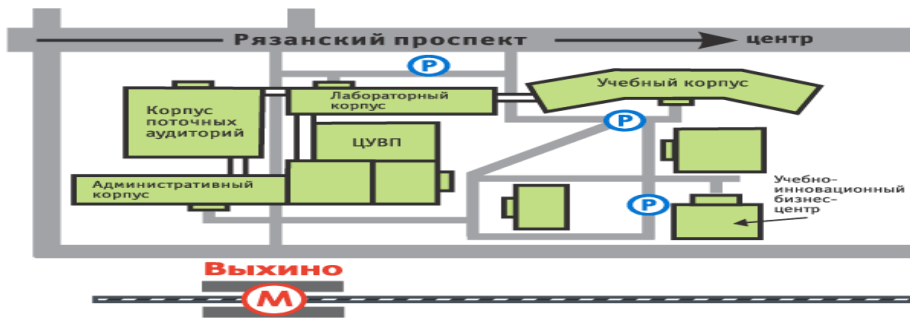 Рязанский проспект
центр
P
Учебный корпус
Лабораторный
корпус
Корпус
поточных
аудиторий
P
ЦУВП
Административный
корпус
Учебно-
инновационный
бизнес-
центр
P
Выхино
М